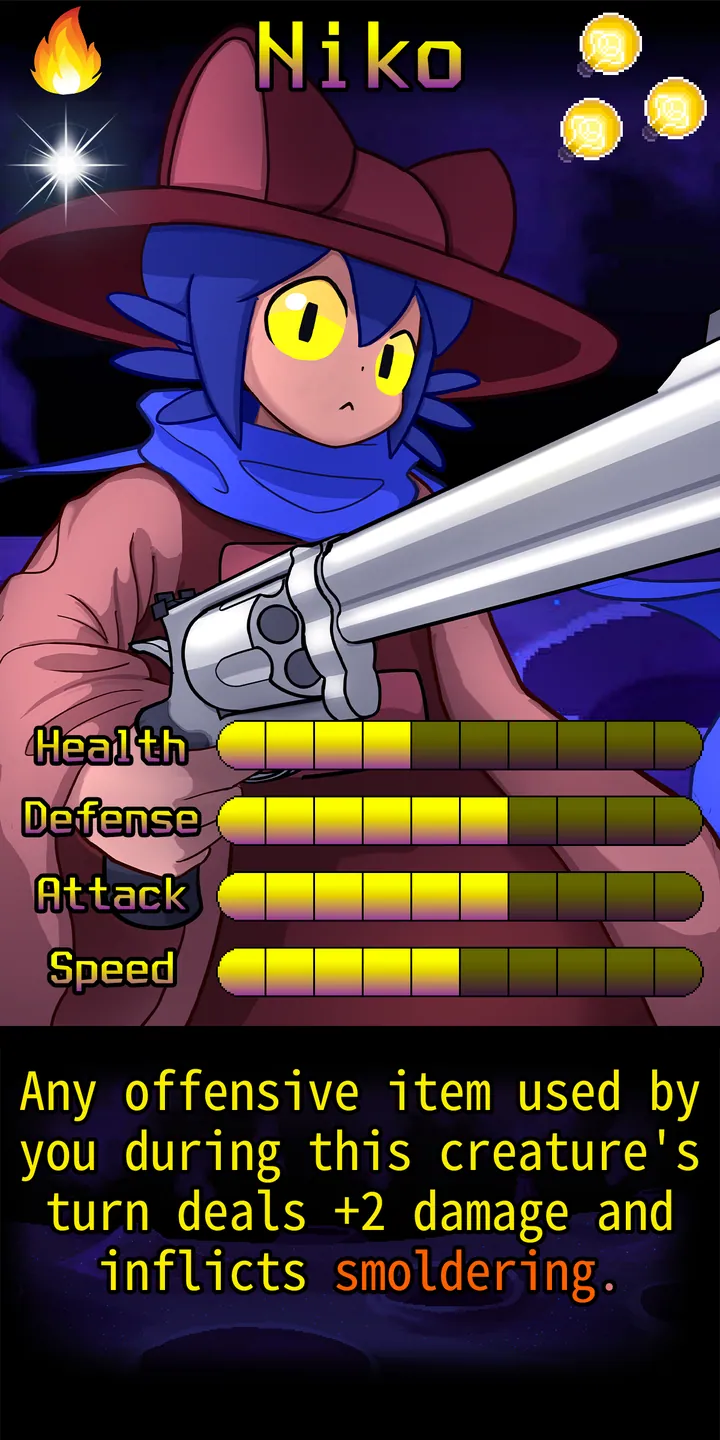 Niko
Health
Defense
Attack
Speed
Any offensive item used by
you during this creature's
turn deals +2 damage and
inflicts smoldering.